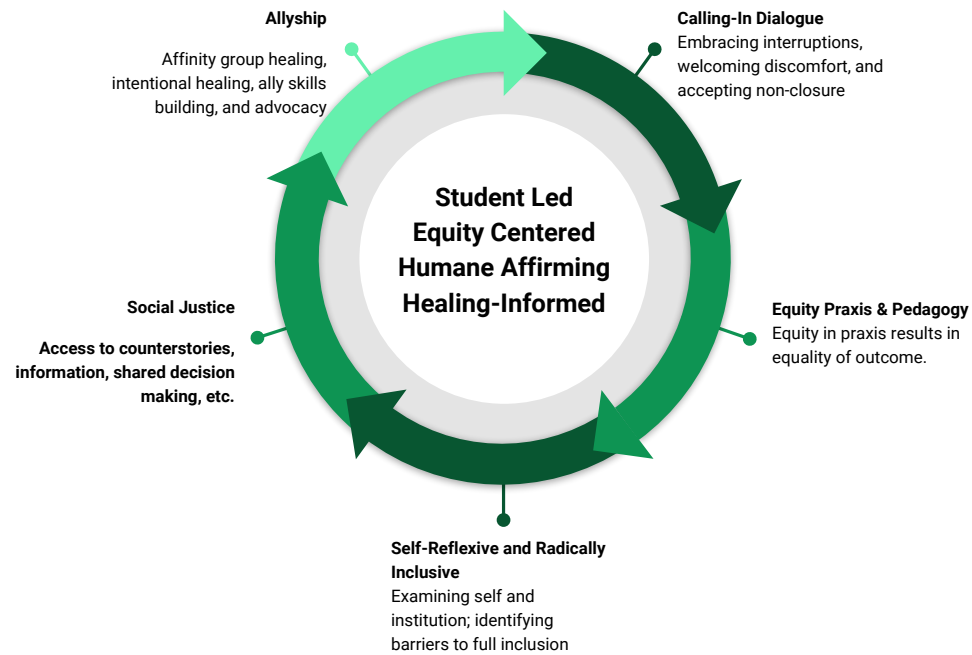 Allyship
Affinity group healing,
intentional healing, ally skills
building, and advocacy
Calling-In Dialogue
Embracing interruptions,
welcoming discomfort, and
accepting non-closure
Student Led
Equity Centered
Humane Affirming
Healing-Informed
Social Justice
Access to counterstories,
information, shared decision
making, etc.
Equity Praxis & Pedagogy
Equity in praxis results in
equality of outcome.
Self-Reflexive and Radically
Inclusive
Examining self and
institution; identifying
barriers to full inclusion